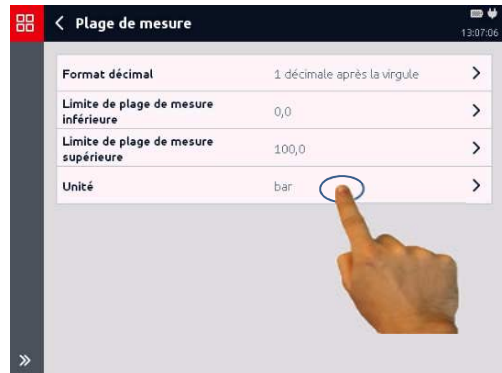 Plage de mesure
13:07:06
Format décimal
1 décimale après la virgule
Limite de plage de mesure
inférieure
0,0
Limite de plage de mesure
supérieure
100,0
Unité
bar